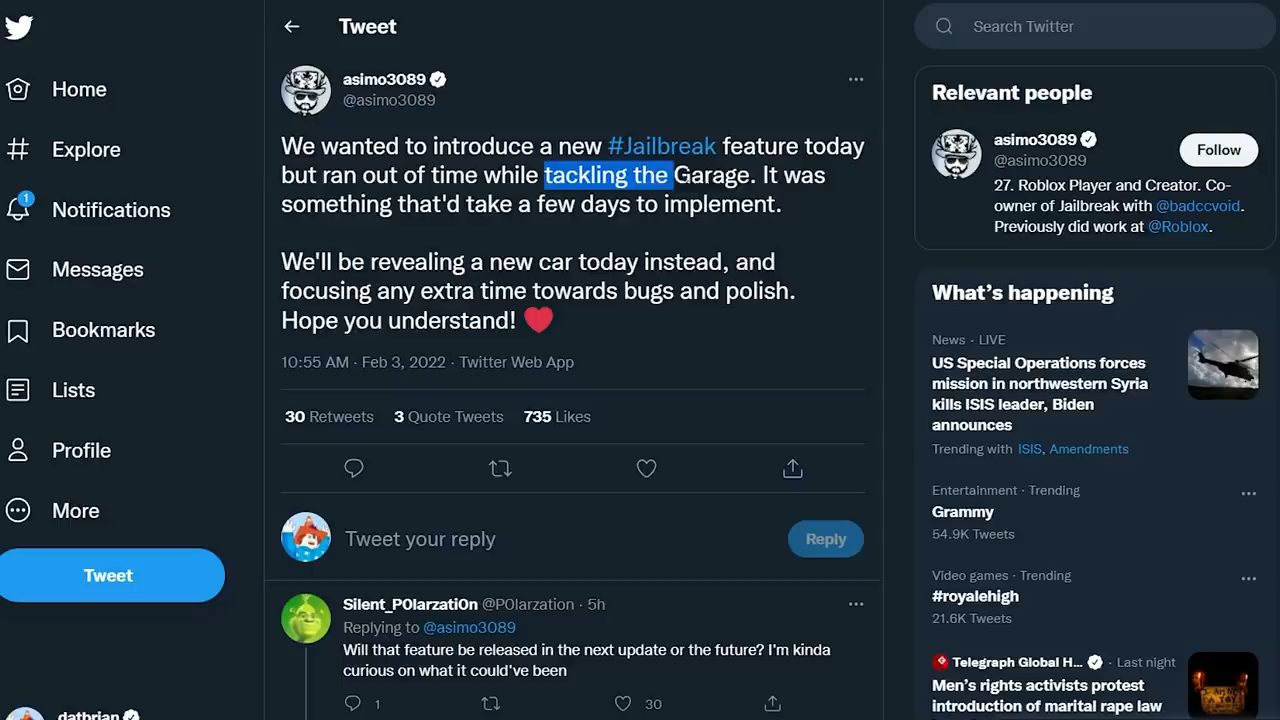 Home
Explore
1
Notifications
Messages
Bookmarks
Lists
Profile
More
Tweet
datbrian
Tweet
asimo3089
@asimo3089
We wanted to introduce a new #Jailbreak feature today
but ran out of time while tackling the Garage. It was
something that'd take a few days to implement.
We'll be revealing a new car today instead, and
focusing any extra time towards bugs and polish.
Hope you understand! ❤️
10:55 AM · Feb 3, 2022 · Twitter Web App
30 Retweets 3 Quote Tweets 735 Likes
Tweet your reply
Reply
Silent_P0larzati0n @P0larzation · 5h
Replying to @asimo3089
Will that feature be released in the next update or the future? I'm kinda
curious on what it could've been
1 30
Search Twitter
Relevant people
asimo3089
@asimo3089
Follow
27. Roblox Player and Creator. Co-
owner of Jailbreak with @badccvoid.
Previously did work at @Roblox.
What's happening
News · LIVE
US Special Operations forces
mission in northwestern Syria
kills ISIS leader, Biden
announces
Trending with ISIS, Amendments
Entertainment · Trending
Grammy
54.9K Tweets
Video games · Trending
#royalehigh
21.6K Tweets
Telegraph Global H... · Last night
Men's rights activists protest
introduction of marital rape law